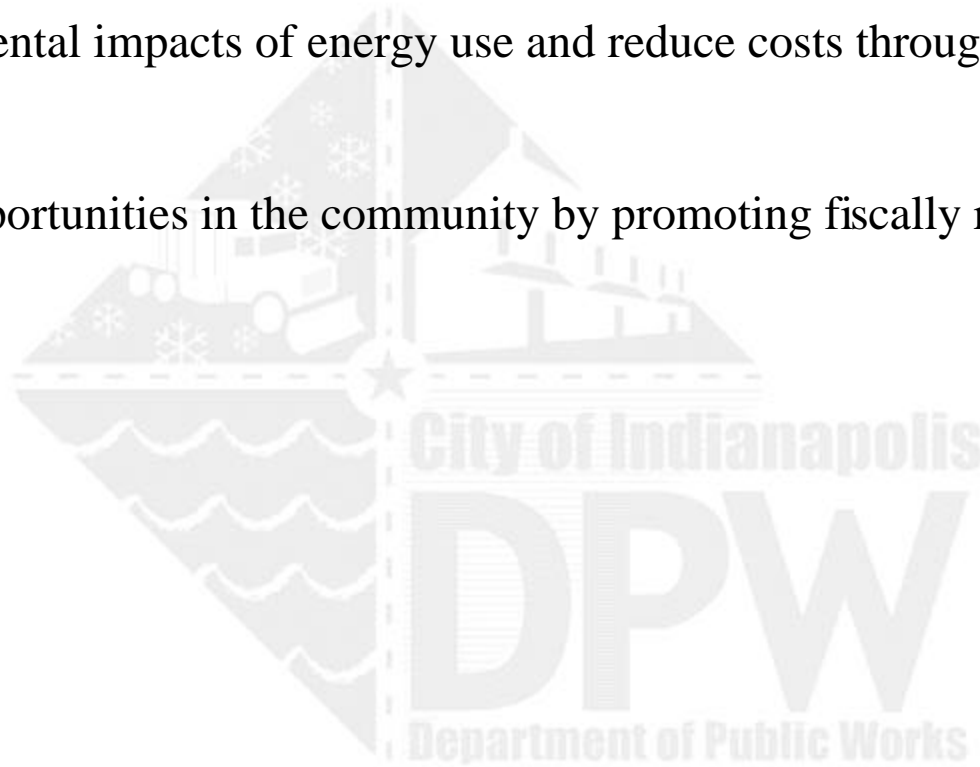 ental impacts of energy use and reduce costs throug
portunities in the community by promoting fiscally
City of Indianapolis
DPW
Department of Public Works